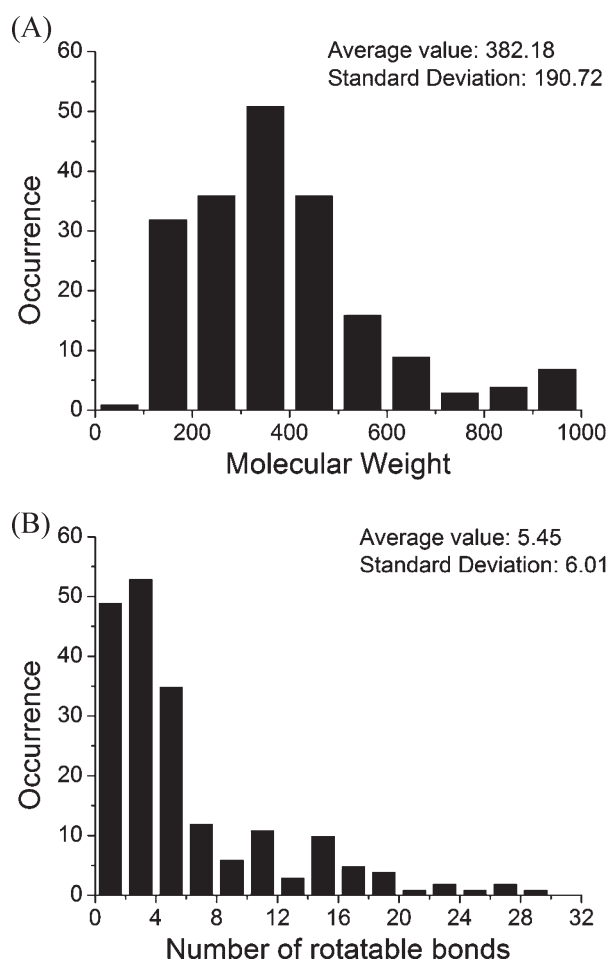 (A)
Average value: 382.18
Standard Deviation: 190.72
60
50
40
30
20
10
0
Occurrence
0 200 400 600 800 1000
Molecular Weight
(B)
Average value: 5.45
Standard Deviation: 6.01
60
50
40
30
20
10
0
Occurrence
0 4 8 12 16 20 24 28 32
Number of rotatable bonds